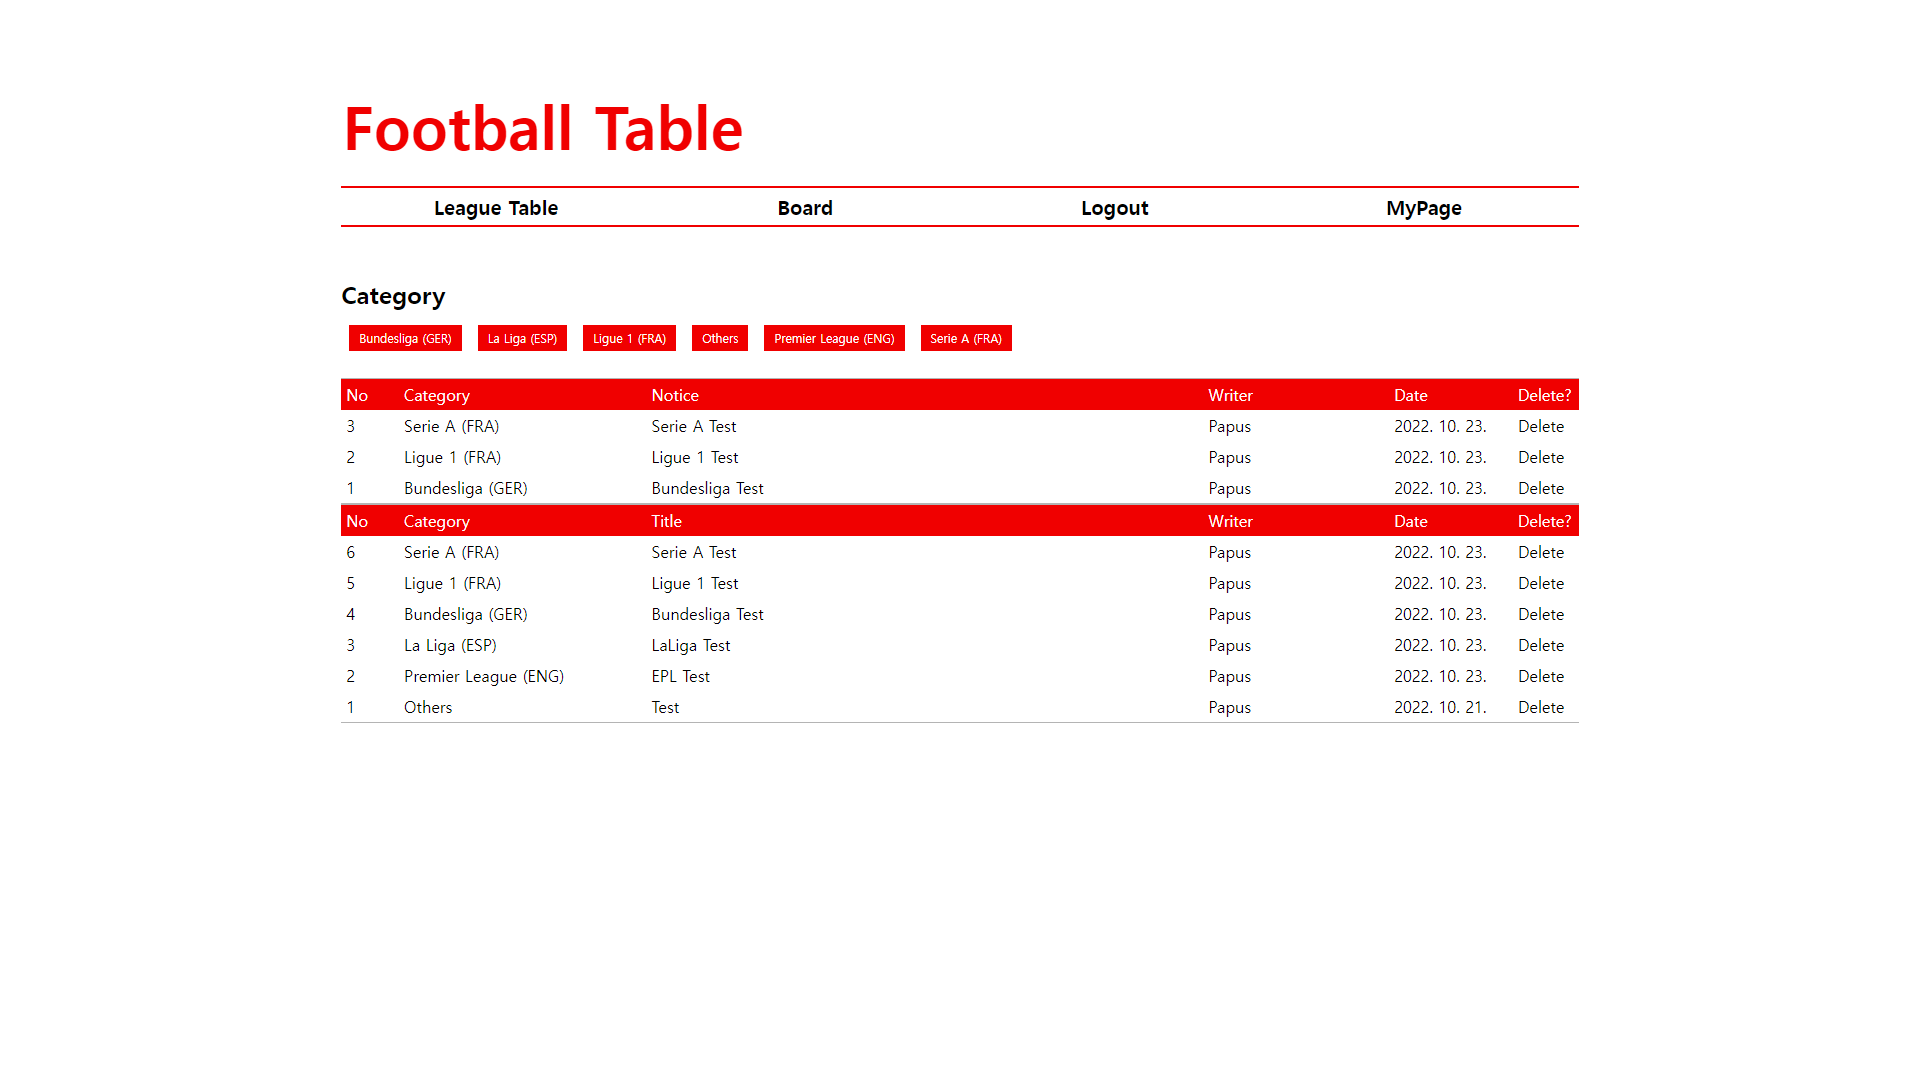 Football Table
League Table Board Logout MyPage
Category
Bundesliga (GER) La Liga (ESP) Ligue 1 (FRA) Others Premier League (ENG) Serie A (FRA)
No Category Notice Writer Date Delete?
3 Serie A (FRA) Serie A Test Papus 2022. 10. 23. Delete
2 Ligue 1 (FRA) Ligue 1 Test Papus 2022. 10. 23. Delete
1 Bundesliga (GER) Bundesliga Test Papus 2022. 10. 23. Delete
No Category Title Writer Date Delete?
6 Serie A (FRA) Serie A Test Papus 2022. 10. 23. Delete
5 Ligue 1 (FRA) Ligue 1 Test Papus 2022. 10. 23. Delete
4 Bundesliga (GER) Bundesliga Test Papus 2022. 10. 23. Delete
3 La Liga (ESP) LaLiga Test Papus 2022. 10. 23. Delete
2 Premier League (ENG) EPL Test Papus 2022. 10. 23. Delete
1 Others Test Papus 2022. 10. 21. Delete